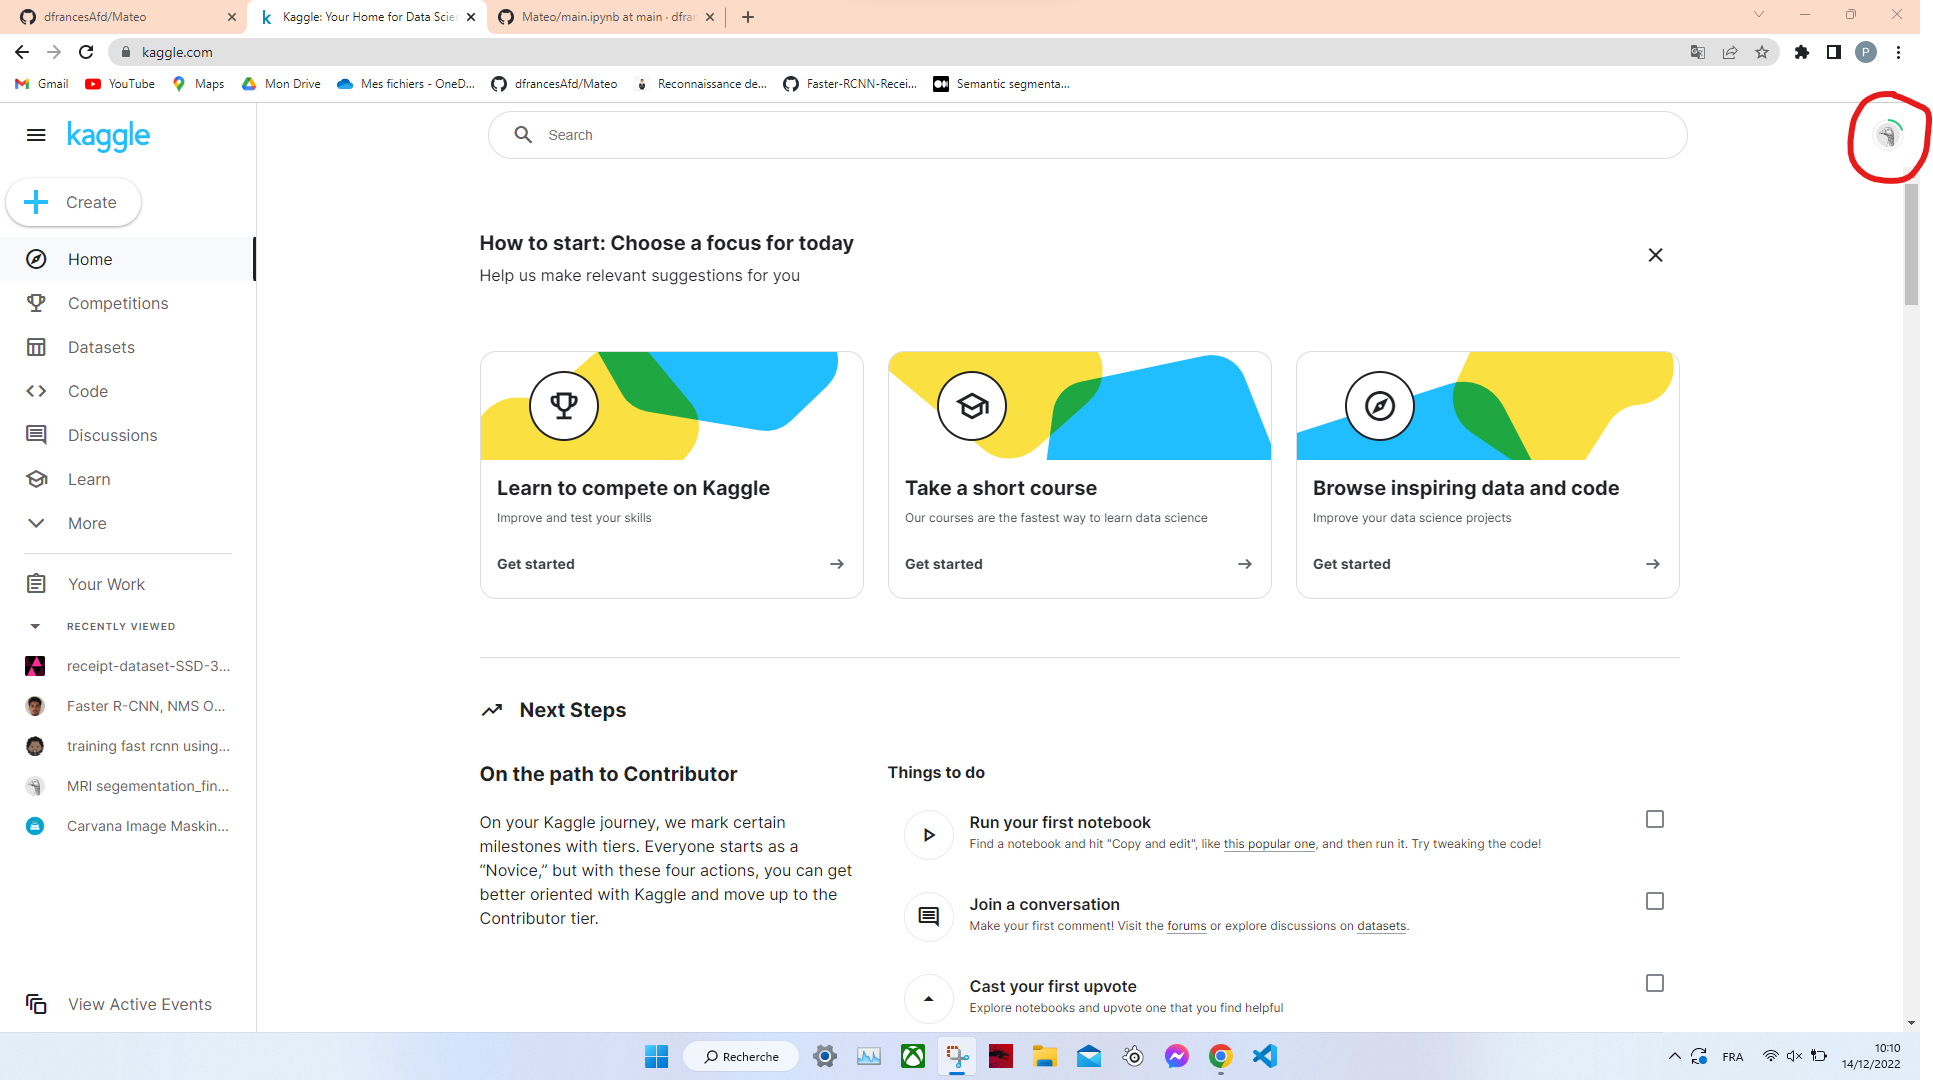 dfrancesAfd/Mateo
Kaggle: Your Home for Data Scie
Mateo/main.ipynb at main · dfran
kaggle.com
P
Gmail
YouTube
Maps
Mon Drive
Mes fichiers - OneD...
dfrancesAfd/Mateo
Reconnaissance de...
Faster-RCNN-Recei...
Semantic segmenta...
kaggle
Search
Create
Home
Competitions
Datasets
Code
Discussions
Learn
More
Your Work
RECENTLY VIEWED
receipt-dataset-SSD-3...
Faster R-CNN, NMS O...
training fast rcnn using...
MRI segementation_fin...
Carvana Image Maskin...
View Active Events
How to start: Choose a focus for today
Help us make relevant suggestions for you
Learn to compete on Kaggle
Improve and test your skills
Get started
Take a short course
Our courses are the fastest way to learn data science
Get started
Browse inspiring data and code
Improve your data science projects
Get started
Next Steps
On the path to Contributor
On your Kaggle journey, we mark certain
milestones with tiers. Everyone starts as a
“Novice,” but with these four actions, you can get
better oriented with Kaggle and move up to the
Contributor tier.
Things to do
Run your first notebook
Find a notebook and hit "Copy and edit", like this popular one, and then run it. Try tweaking the code!
Join a conversation
Make your first comment! Visit the forums or explore discussions on datasets.
Cast your first upvote
Explore notebooks and upvote one that you find helpful
Recherche
FRA
10:10
14/12/2022